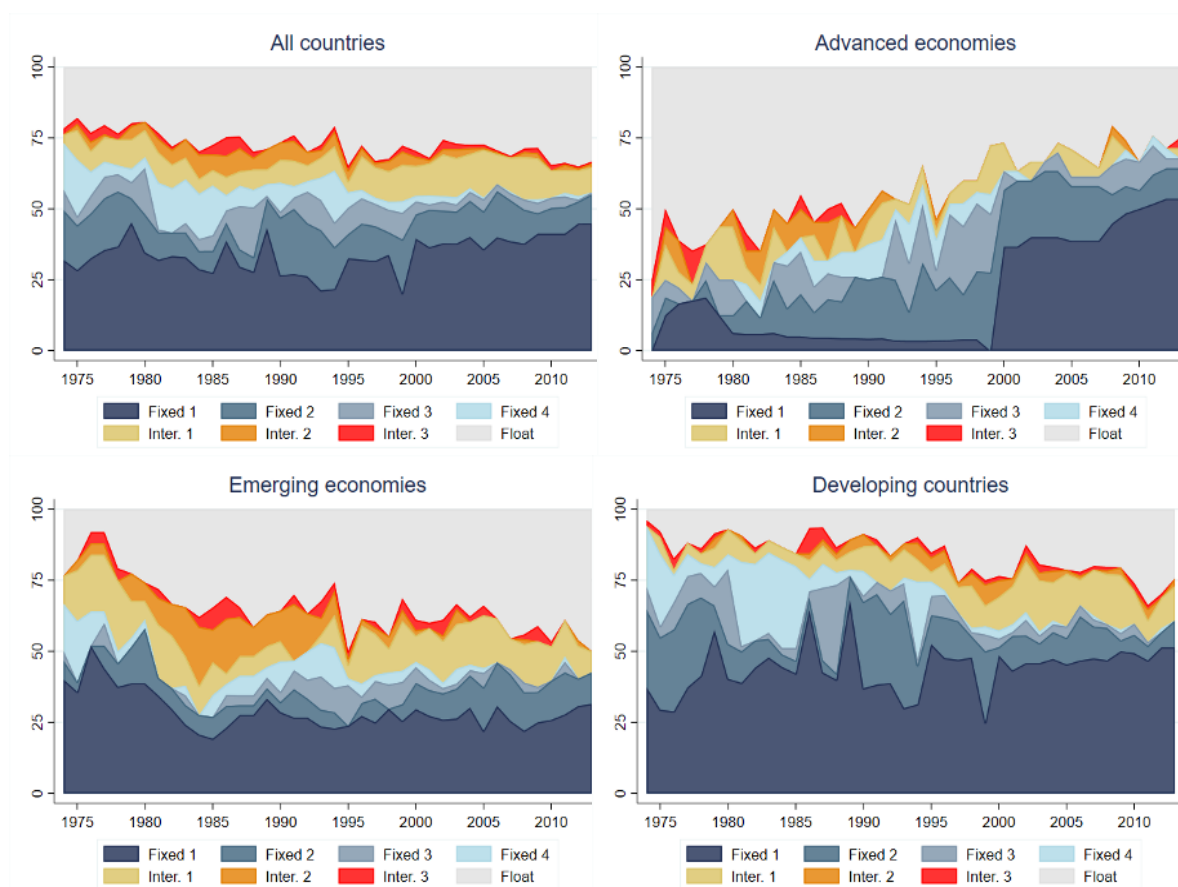 All countries
100
75
50
25
0
1975 1980 1985 1990 1995 2000 2005 2010
Fixed 1 Fixed 2 Fixed 3 Fixed 4
Inter. 1 Inter. 2 Inter. 3 Float
Advanced economies
100
75
50
25
0
1975 1980 1985 1990 1995 2000 2005 2010
Fixed 1 Fixed 2 Fixed 3 Fixed 4
Inter. 1 Inter. 2 Inter. 3 Float
Emerging economies
100
75
50
25
0
1975 1980 1985 1990 1995 2000 2005 2010
Fixed 1 Fixed 2 Fixed 3 Fixed 4
Inter. 1 Inter. 2 Inter. 3 Float
Developing countries
100
75
50
25
0
1975 1980 1985 1990 1995 2000 2005 2010
Fixed 1 Fixed 2 Fixed 3 Fixed 4
Inter. 1 Inter. 2 Inter. 3 Float